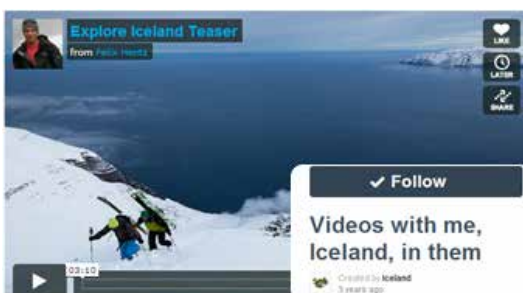 Explore Iceland Teaser
from Felix Hentz
LIKE
LATER
SHARE
Follow
Videos with me,
Iceland, in them
Created by Iceland
3 years ago
03:10